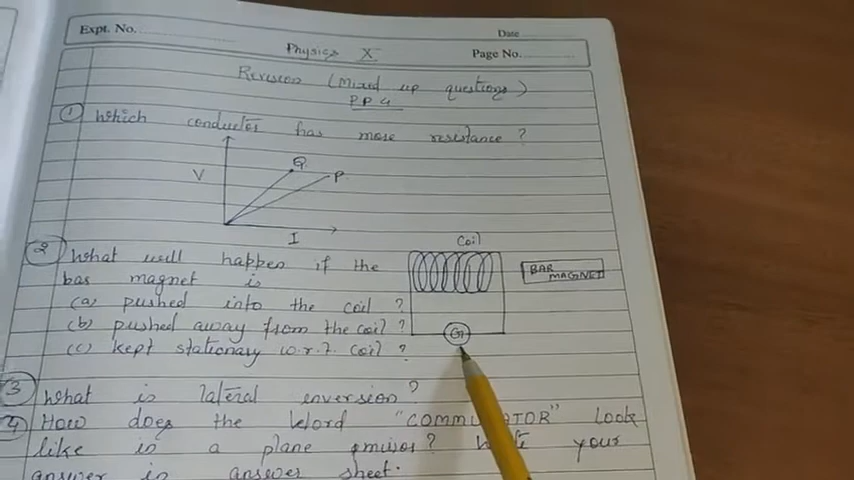 Expt. No.
Date
Page No.
Physics X
Revision (Mixed up questions)
PP 4
① Which conductor has more resistance ?
Q
P
V
I
② What will happen if the
bar magnet is
(a) pushed into the coil ?
(b) pushed away from the coil ?
(c) kept stationary w.r.t. coil ?
Coil
BAR MAGNET
G
③ What is lateral inversion ?
④ How does the word "COMMUTATOR" look
like in a plane mirror? Write your
answer in answer sheet.